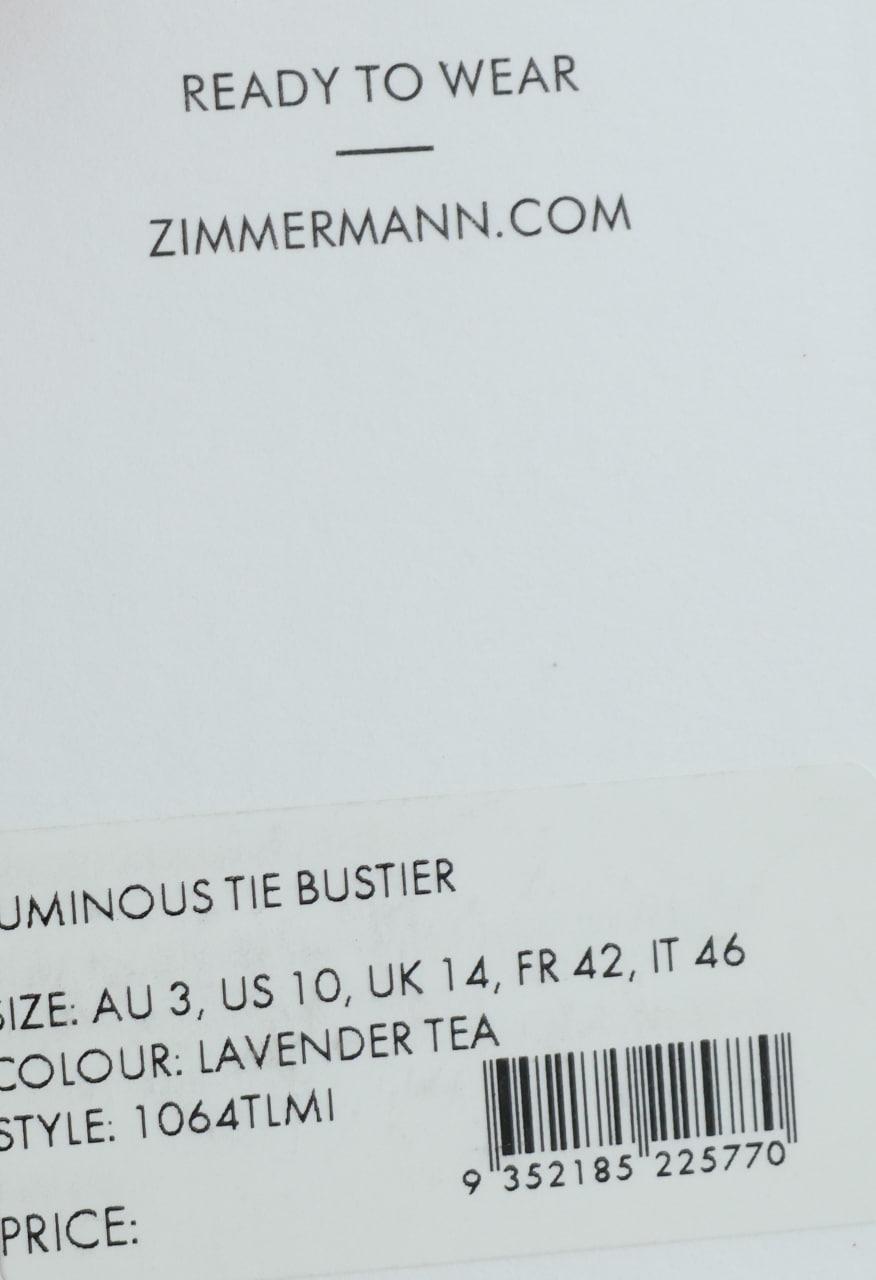 READY TO WEAR
ZIMMERMANN.COM
UMINOUS TIE BUSTIER
SIZE: AU 3, US 10, UK 14, FR 42, IT 46
COLOUR: LAVENDER TEA
STYLE: 1064TLMI
9 352185 225770
PRICE: